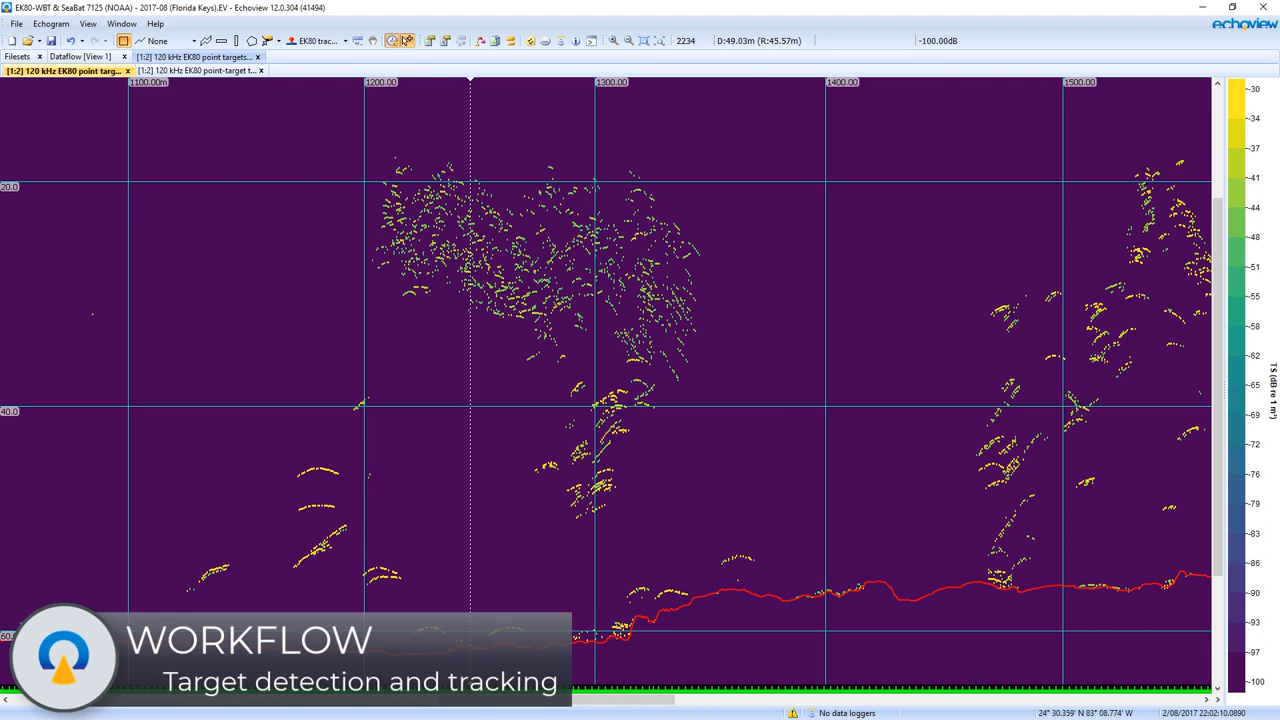 EK80-WBT & SeaBat 7125 (NOAA) - 2017-08 (Florida Keys).EV - Echoview 12.0.304 (41494)
File Echogram View Window Help
echoview
None EK80 trac... 2234 D:49.03m (R:45.57m) -100.00dB
Filesets × Dataflow [View 1] × [1:2] 120 kHz EK80 point targets... ×
[1:2] 120 kHz EK80 point targ... × [1:2] 120 kHz EK80 point-target t... ×
1100.00m 1200.00 1300.00 1400.00 1500.00
20.0
40.0
60.
-30
-34
-37
-41
-44
-48
-51
-55
-58
-62
-65
-69
-72
-76
-79
-83
-86
-90
-93
-97
-100
TS (dB re 1 m²)
WORKFLOW
Target detection and tracking
No data loggers 24° 30.359' N 83° 08.774' W 2/08/2017 22:02:10.0890